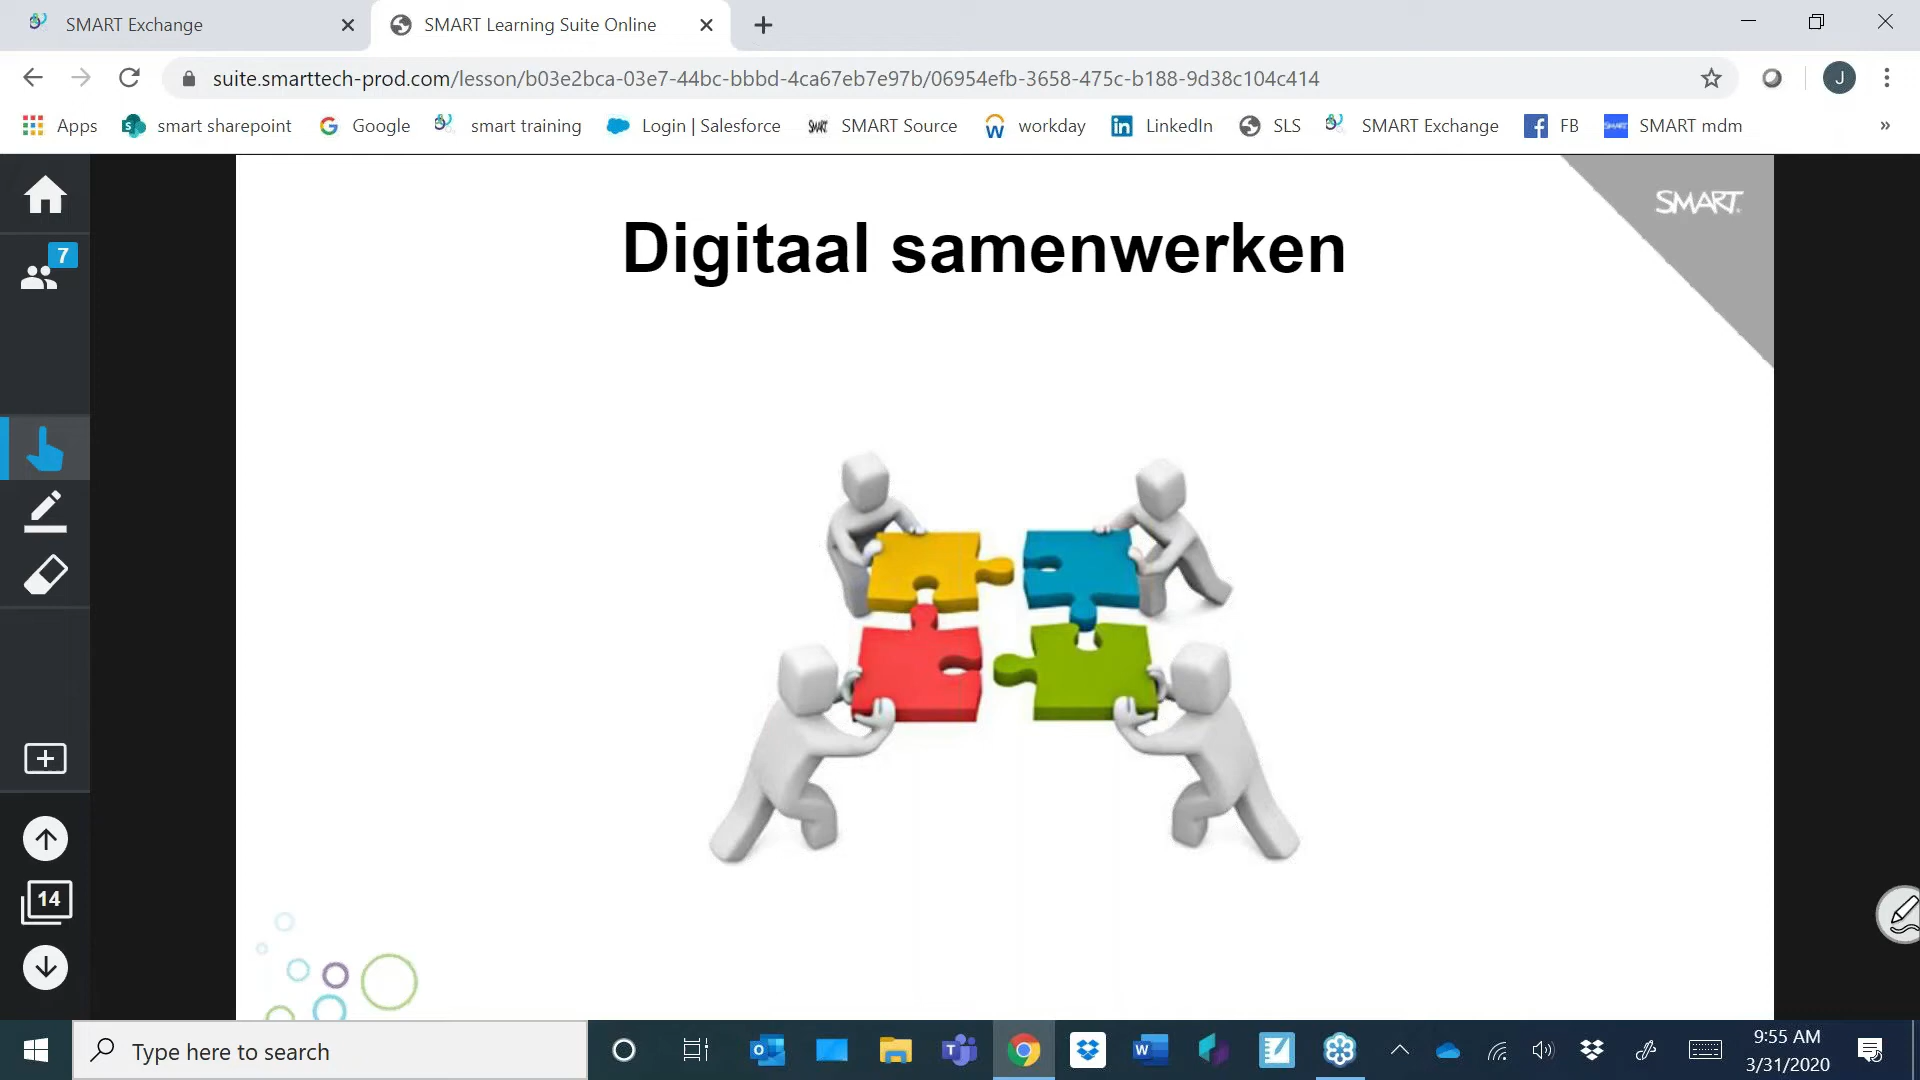 SMART Exchange
SMART Learning Suite Online
suite.smarttech-prod.com/lesson/b03e2bca-03e7-44bc-bbbd-4ca67eb7e97b/06954efb-3658-475c-b188-9d38c104c414
J
Apps smart sharepoint Google smart training Login | Salesforce SMART Source workday LinkedIn SLS SMART Exchange FB SMART mdm »
SMART
Digitaal samenwerken
7
14
Type here to search
9:55 AM
3/31/2020